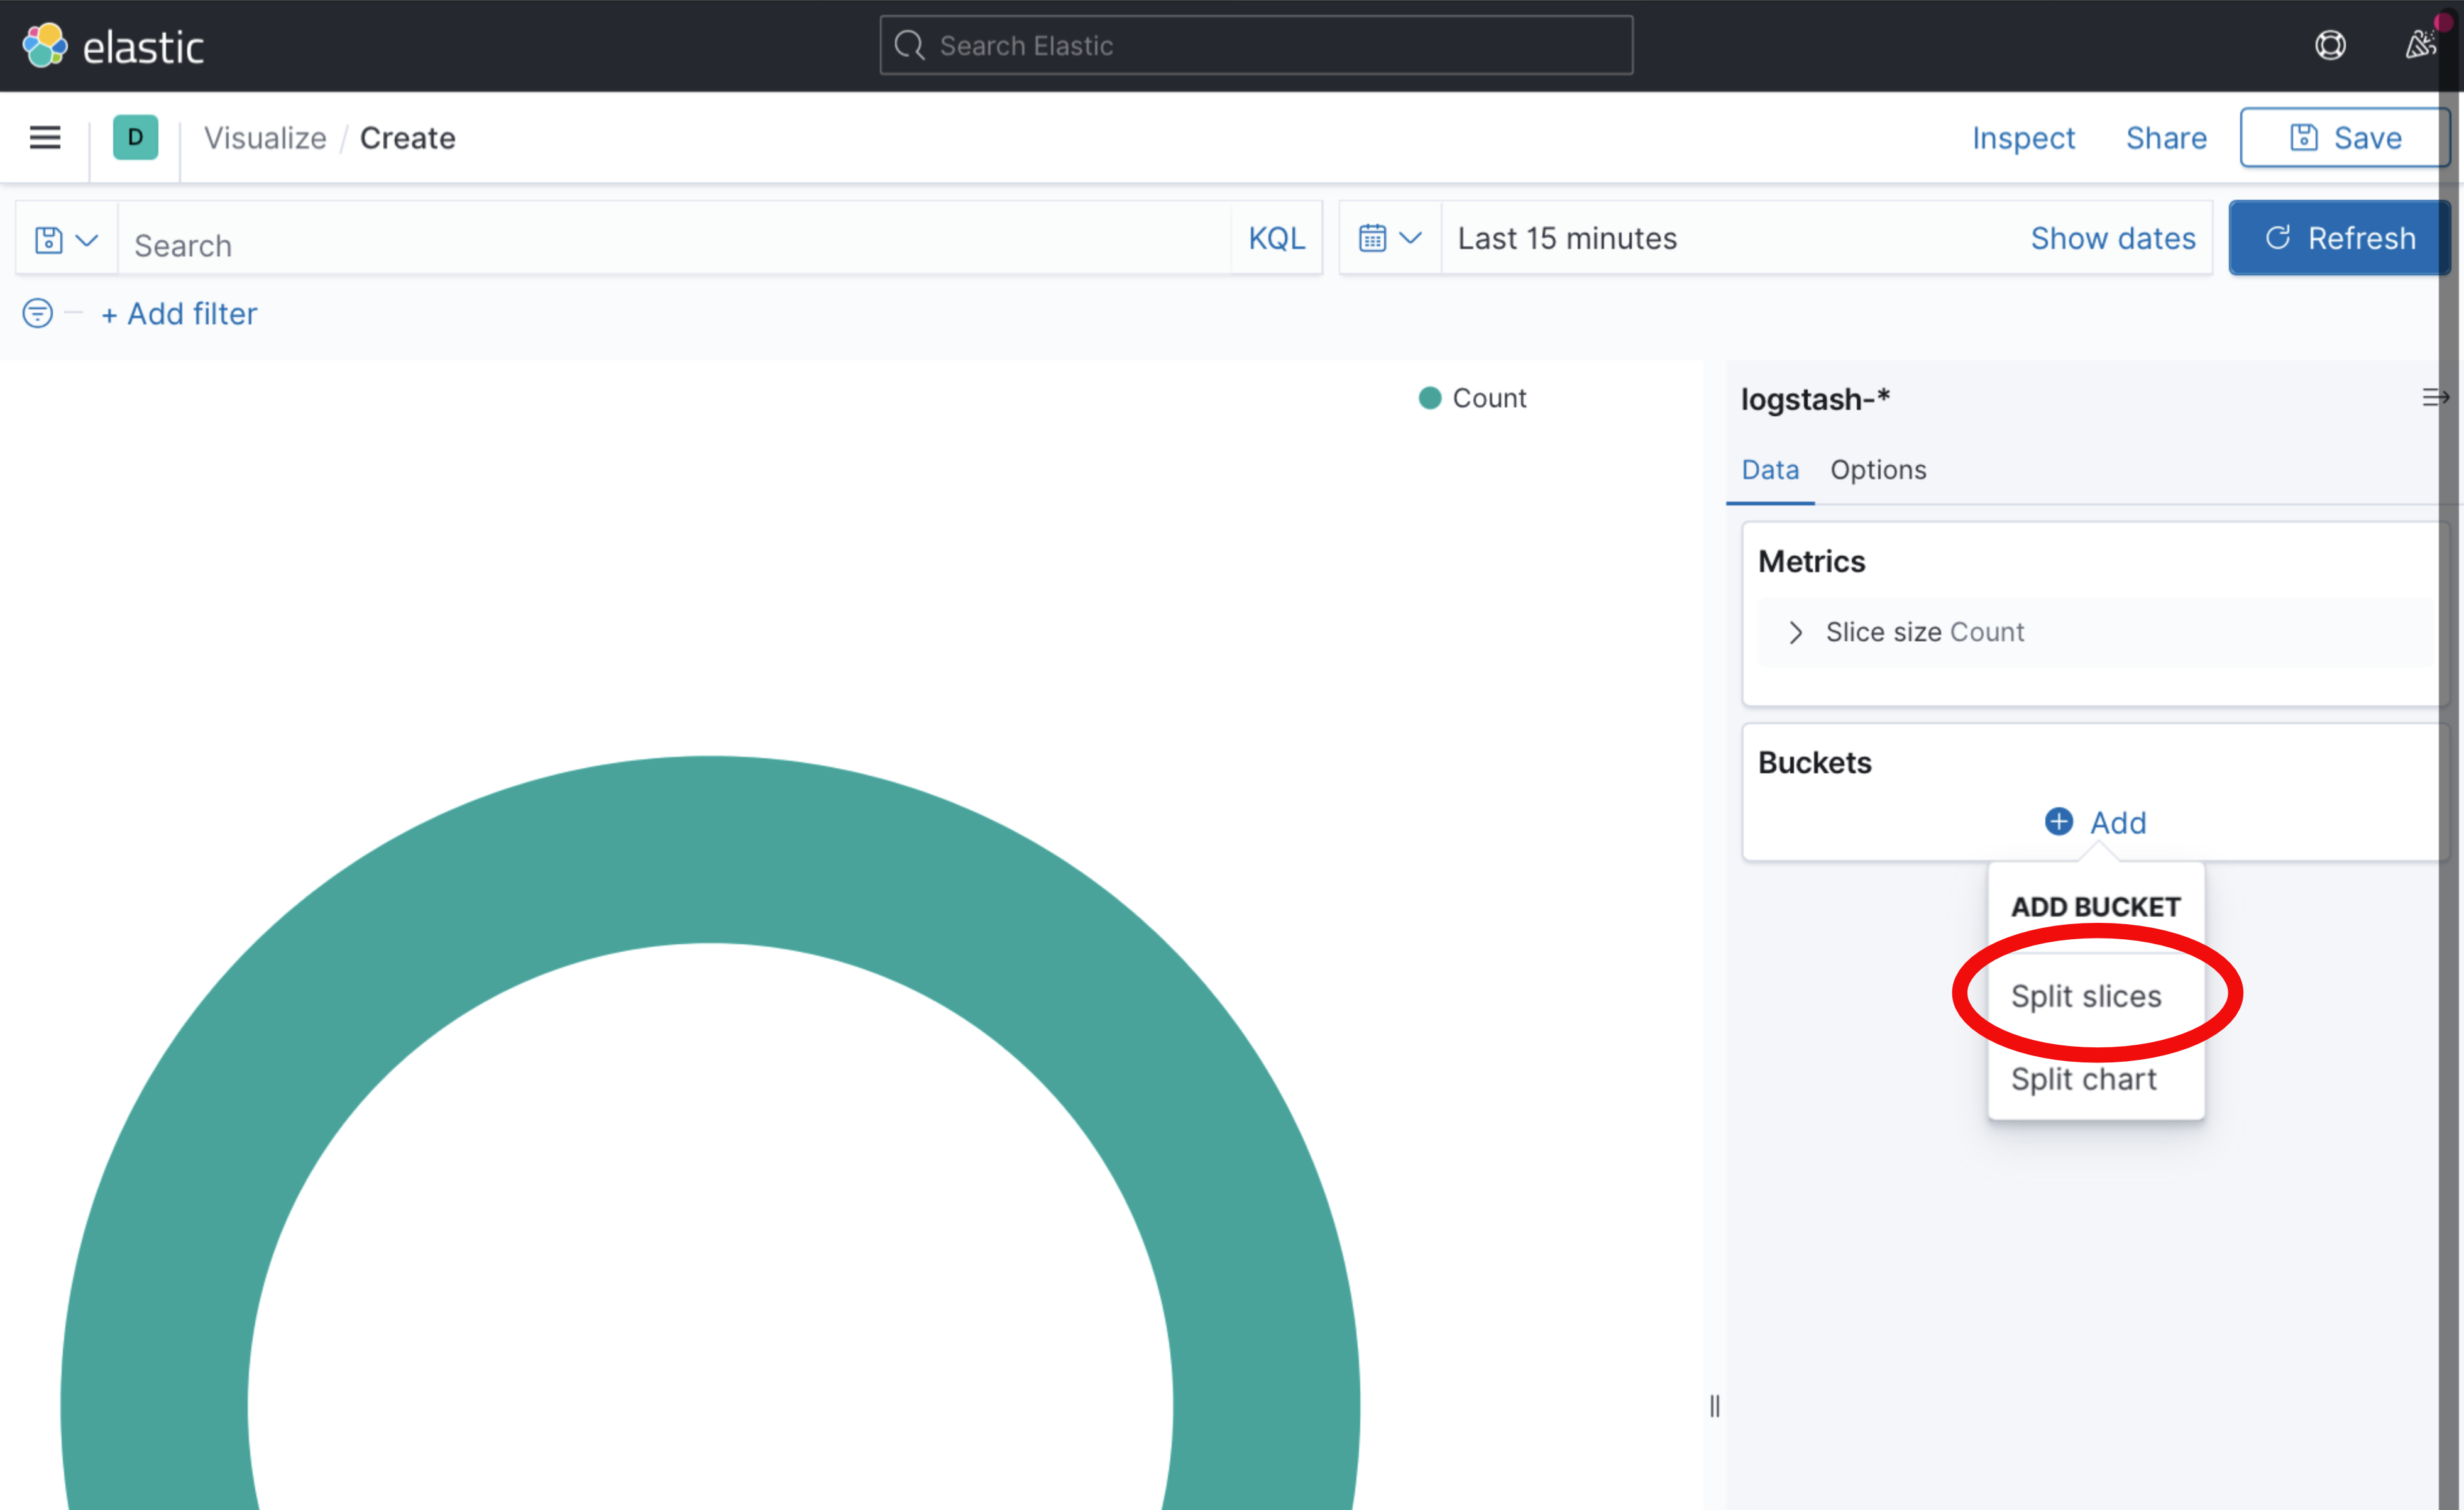 elastic
Search Elastic
D
Visualize / Create
Inspect
Share
Save
Search
KQL
Last 15 minutes
Show dates
Refresh
+ Add filter
Count
logstash-*
Data
Options
Metrics
Slice size Count
Buckets
Add
ADD BUCKET
Split slices
Split chart